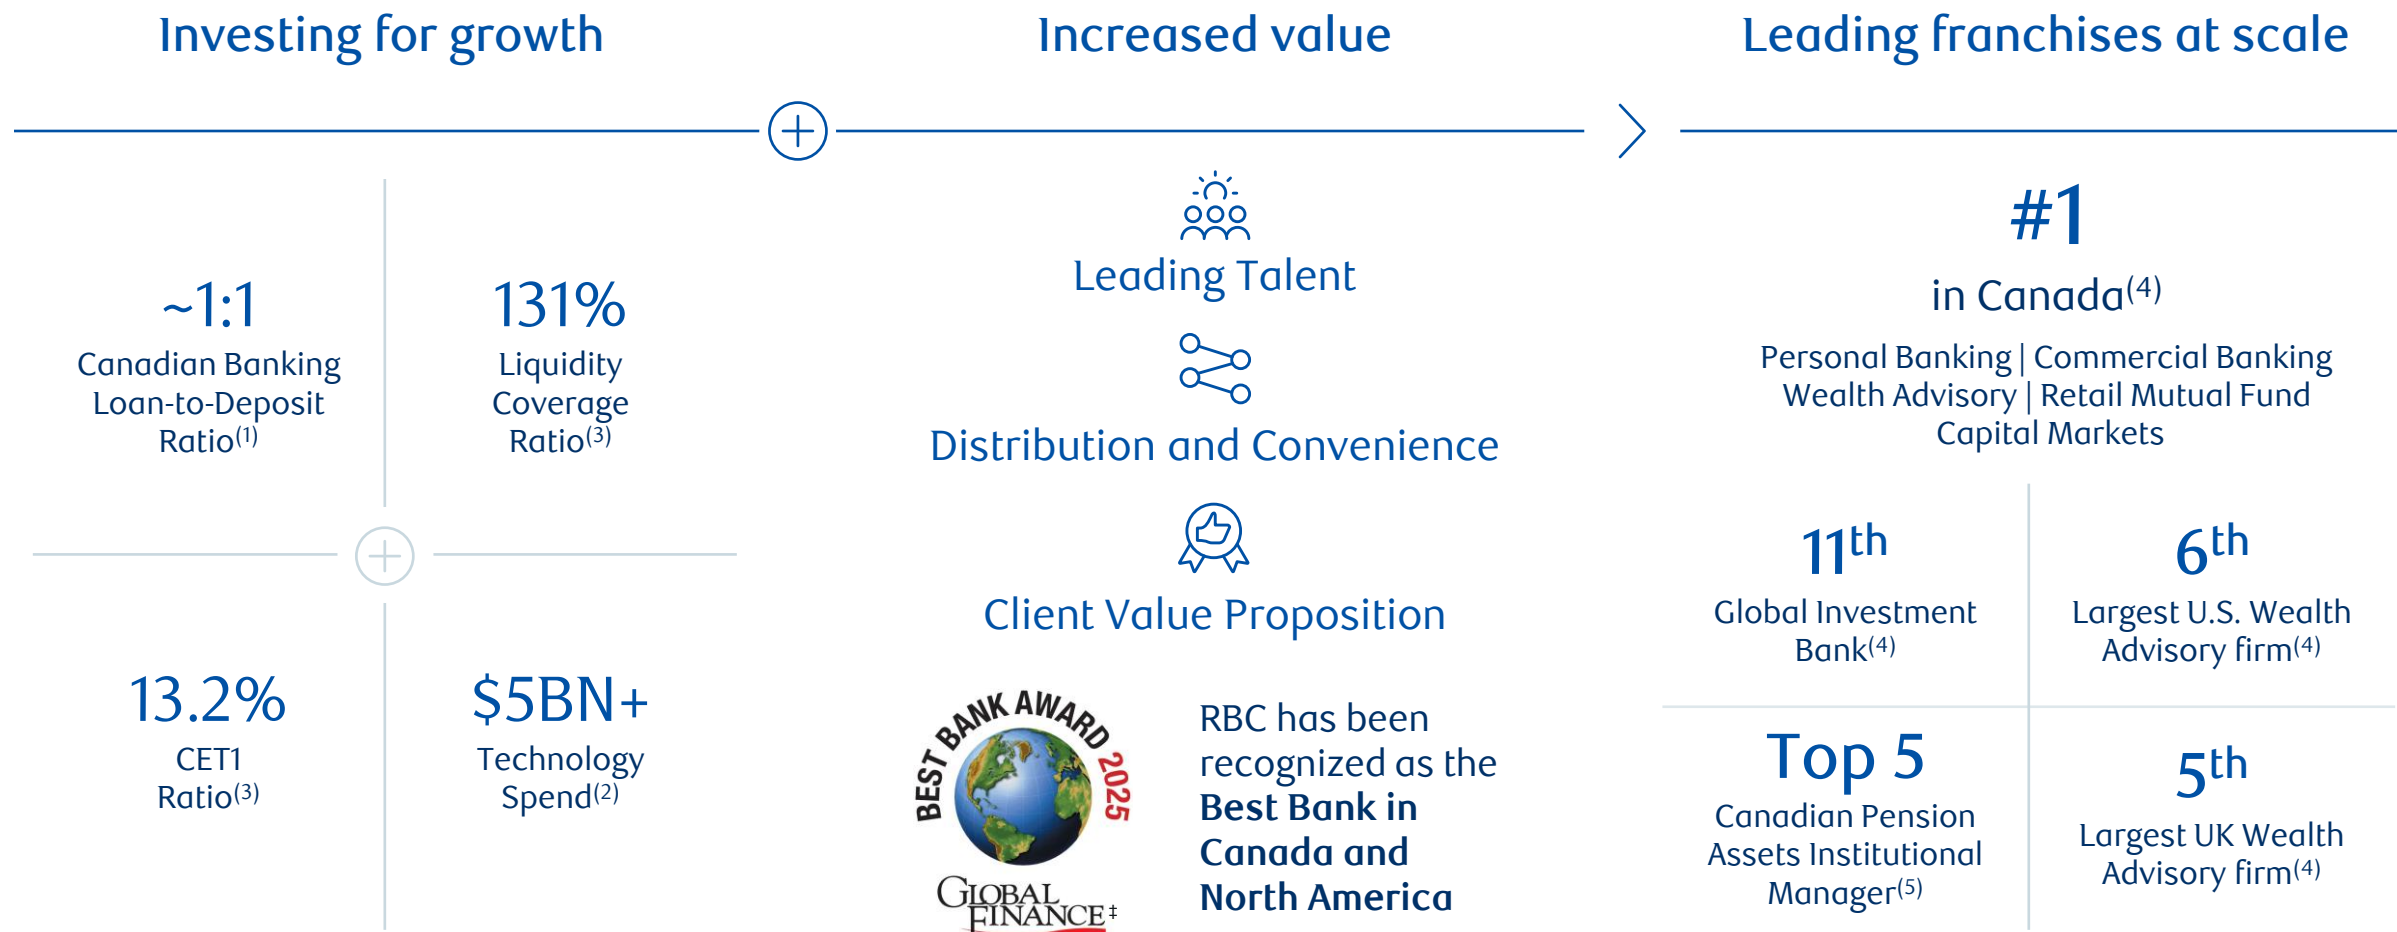 Investing for growth
~1:1
Canadian Banking
Loan-to-Deposit
Ratio(1)
131%
Liquidity
Coverage
Ratio(3)
13.2%
CET1
Ratio(3)
$5BN+
Technology
Spend(2)
Increased value
Leading Talent
Distribution and Convenience
Client Value Proposition
BEST BANK AWARD 2025
GLOBAL
FINANCE‡
RBC has been
recognized as the
Best Bank in
Canada and
North America
Leading franchises at scale
#1
in Canada(4)
Personal Banking | Commercial Banking
Wealth Advisory | Retail Mutual Fund
Capital Markets
11th
Global Investment
Bank(4)
6th
Largest U.S. Wealth
Advisory firm(4)
Top 5
Canadian Pension
Assets Institutional
Manager(5)
5th
Largest UK Wealth
Advisory firm(4)